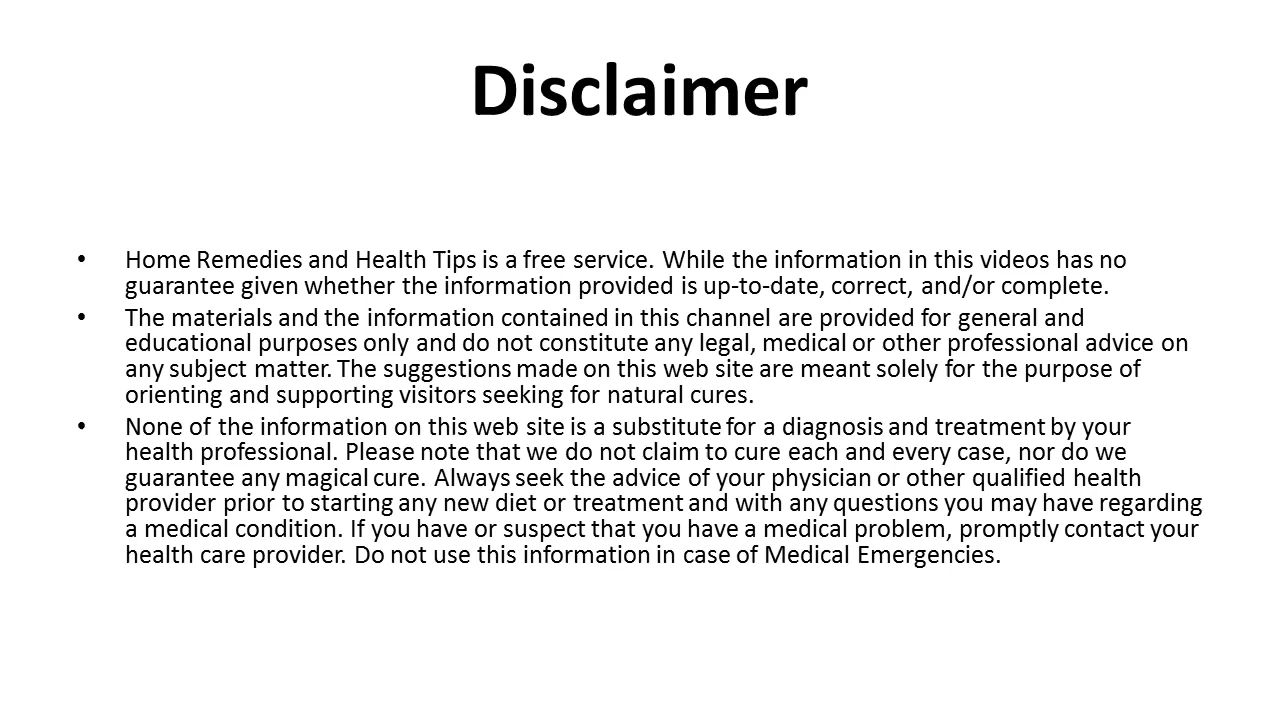 Disclaimer
• Home Remedies and Health Tips is a free service. While the information in this videos has no
guarantee given whether the information provided is up-to-date, correct, and/or complete.
• The materials and the information contained in this channel are provided for general and
educational purposes only and do not constitute any legal, medical or other professional advice on
any subject matter. The suggestions made on this web site are meant solely for the purpose of
orienting and supporting visitors seeking for natural cures.
• None of the information on this web site is a substitute for a diagnosis and treatment by your
health professional. Please note that we do not claim to cure each and every case, nor do we
guarantee any magical cure. Always seek the advice of your physician or other qualified health
provider prior to starting any new diet or treatment and with any questions you may have regarding
a medical condition. If you have or suspect that you have a medical problem, promptly contact your
health care provider. Do not use this information in case of Medical Emergencies.